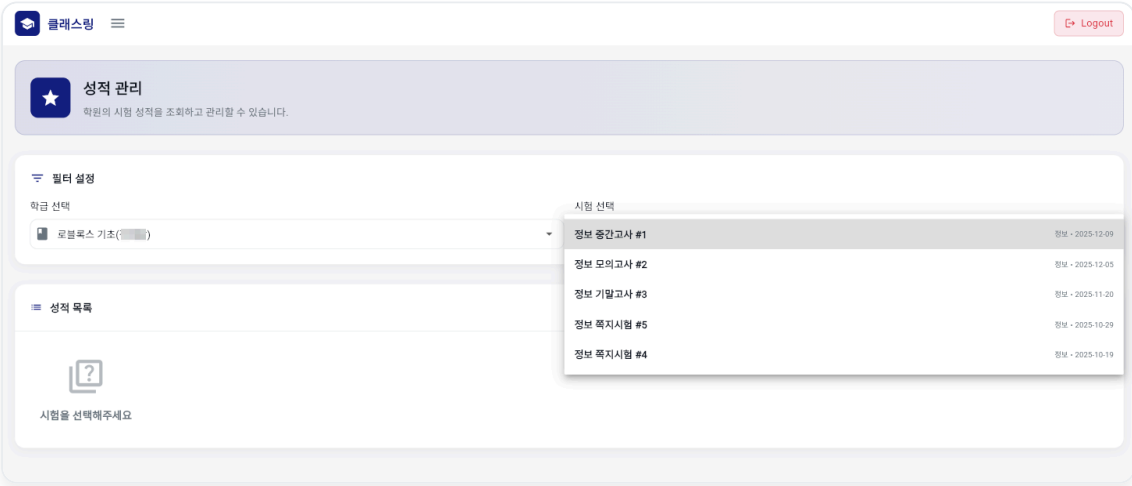 클래스링
Logout
성적 관리
학원의 시험 성적을 조회하고 관리할 수 있습니다.
필터 설정
학급 선택
로블록스 기초( )
시험 선택
정보 중간고사 #1 정보 • 2025-12-09
정보 모의고사 #2 정보 • 2025-12-05
정보 기말고사 #3 정보 • 2025-11-20
정보 쪽지시험 #5 정보 • 2025-10-29
정보 쪽지시험 #4 정보 • 2025-10-19
성적 목록
시험을 선택해주세요